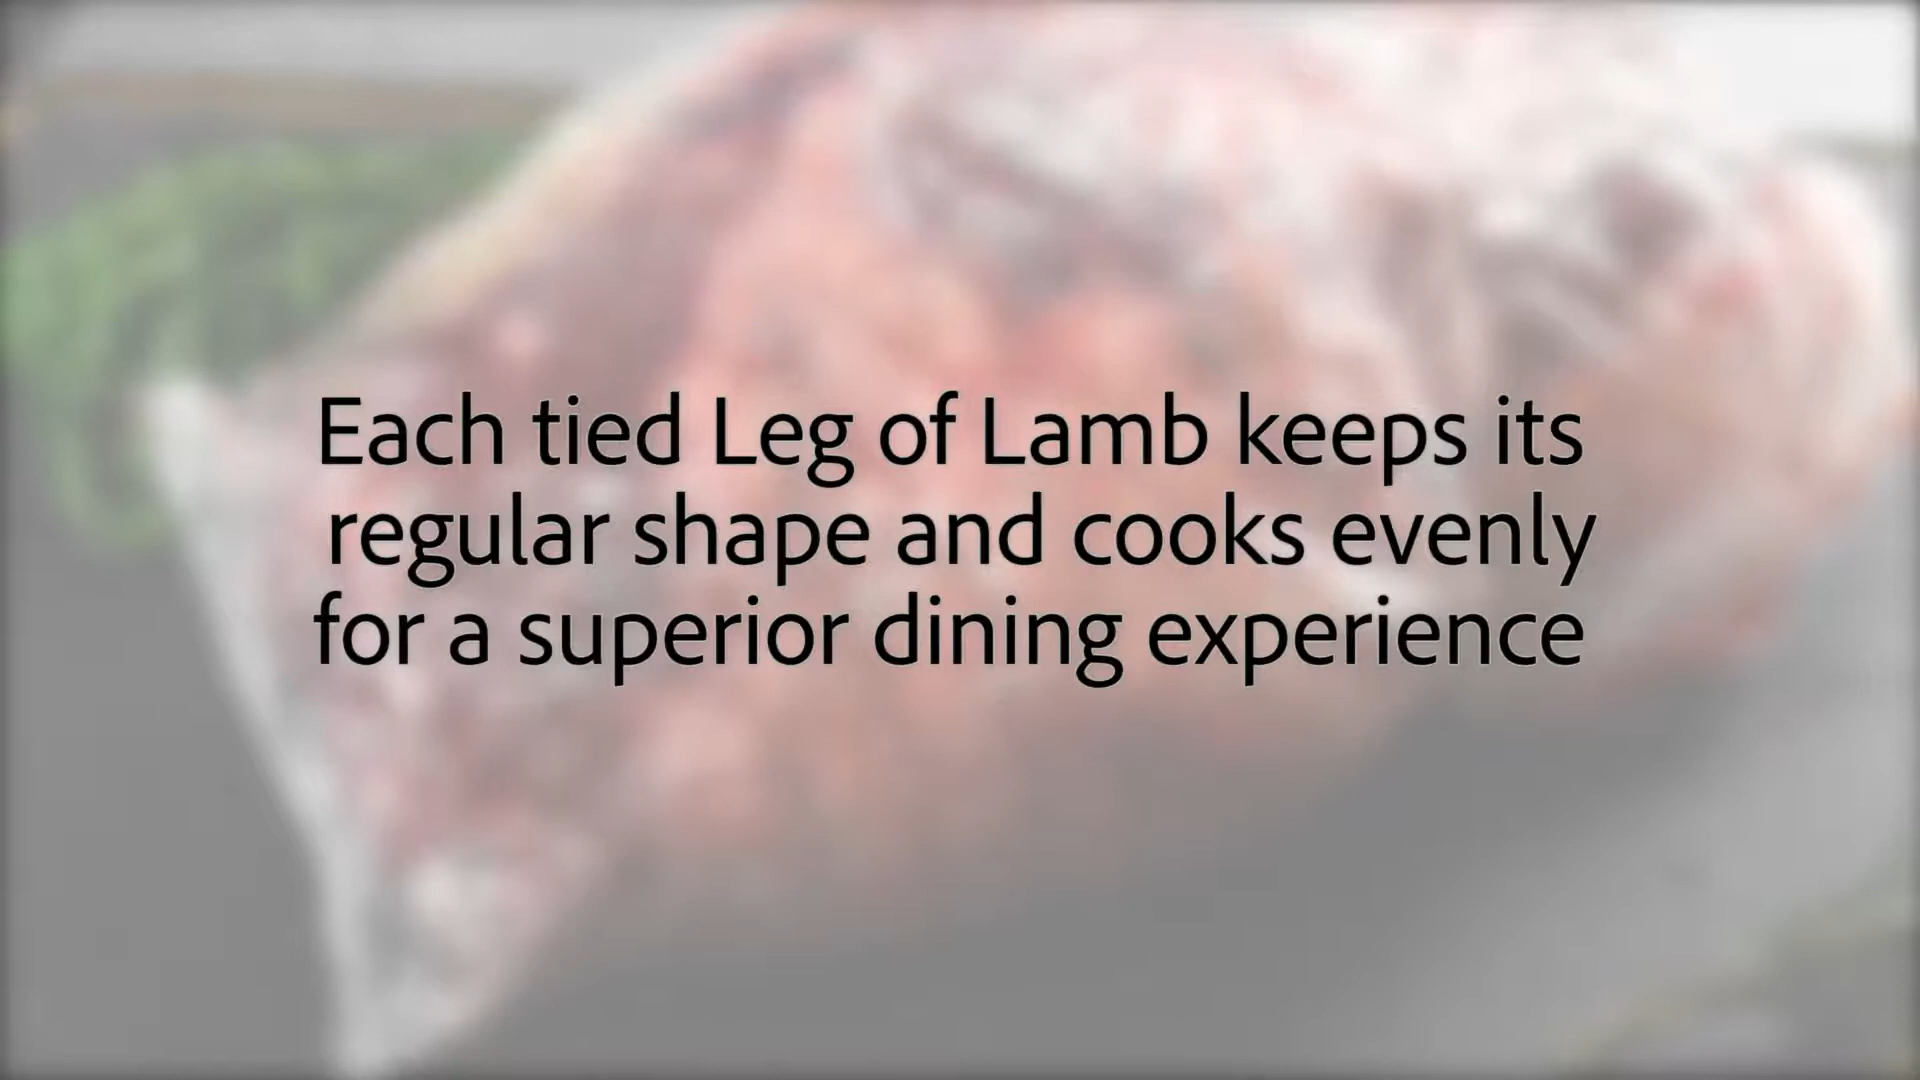 Each tied Leg of Lamb keeps its
regular shape and cooks evenly
for a superior dining experience